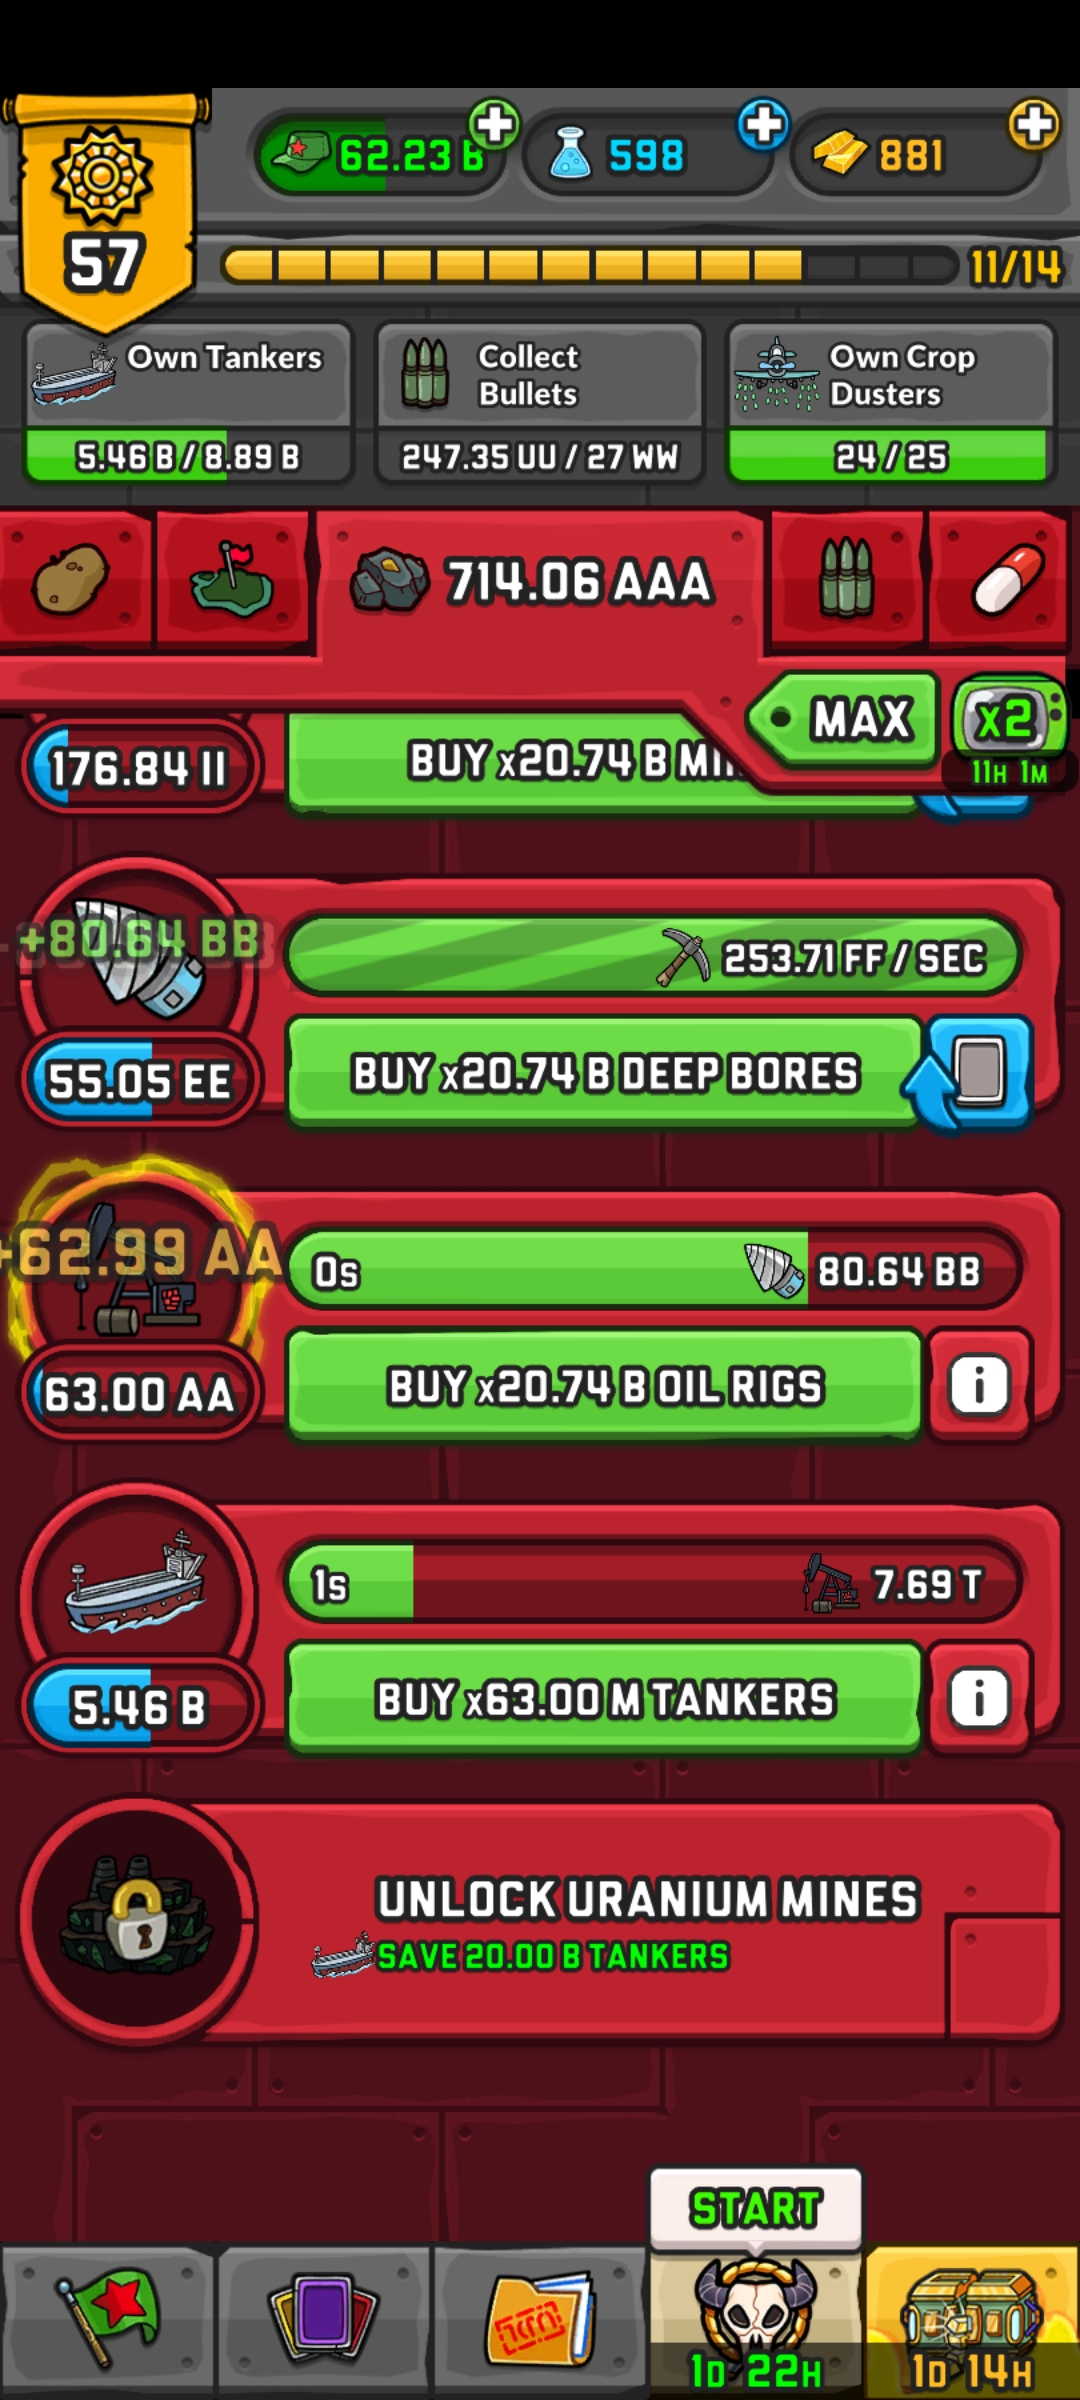 62.23 B
598
881
57
11/14
Own Tankers
5.46 B / 8.89 B
Collect
Bullets
247.35 UU / 27 WW
Own Crop
Dusters
24 / 25
714.06 AAA
MAX
x2
11H 1M
176.84 II
BUY x20.74 B
+80.64 BB
253.71 FF / SEC
55.05 EE
BUY x20.74 B DEEP BORES
+62.99 AA
0s
80.64 BB
63.00 AA
BUY x20.74 B OIL RIGS
i
1s
7.69 T
5.46 B
BUY x63.00 M TANKERS
i
UNLOCK URANIUM MINES
SAVE 20.00 B TANKERS
START
1D 22H
1D 14H